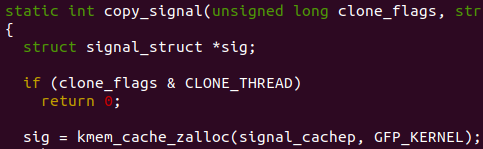 static int copy_signal(unsigned long clone_flags, str
{
struct signal_struct *sig;
if (clone_flags & CLONE_THREAD)
return 0;
sig = kmem_cache_zalloc(signal_cachep, GFP_KERNEL);